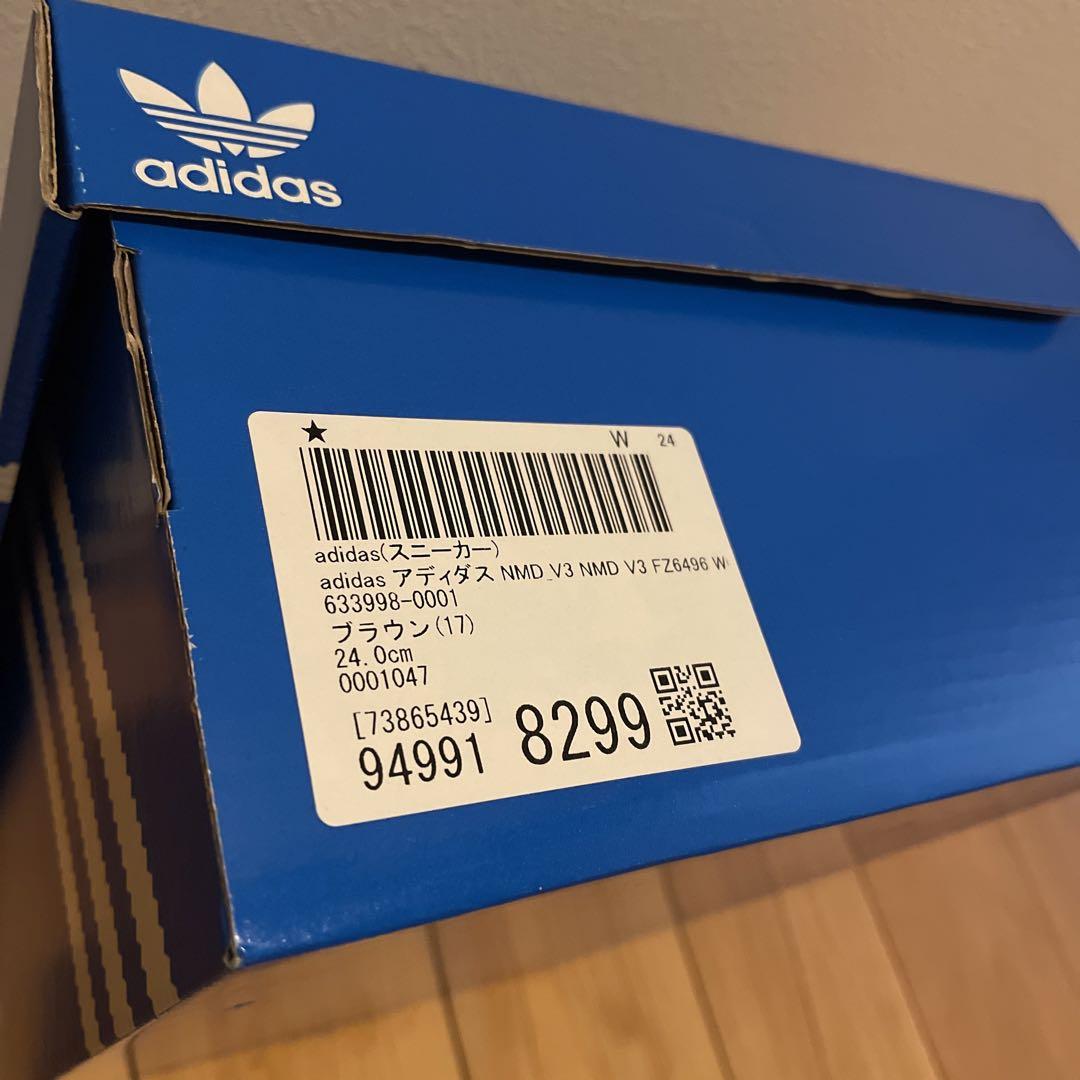 adidas
★ W 24
adidas(スニーカー)
adidas アディダス NMD_V3 NMD V3 FZ6496 W
633998-0001
ブラウン(17)
24.0cm
0001047
[73865439]
94991 8299